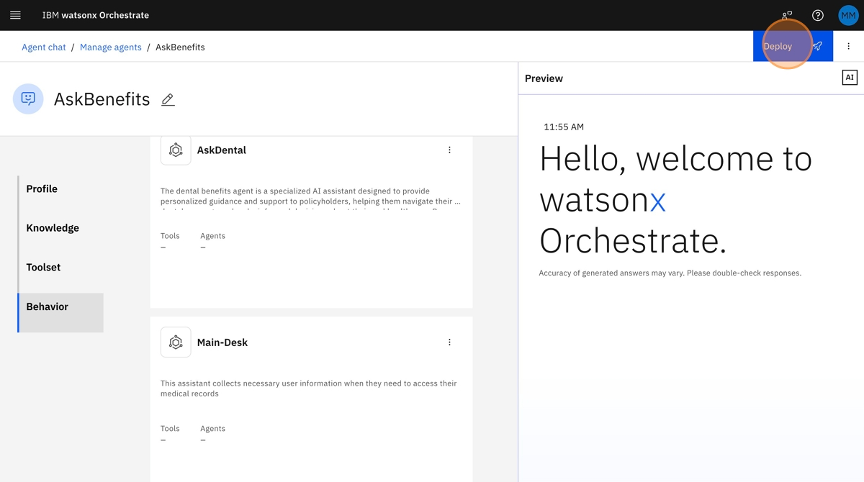 IBM watsonx Orchestrate
MM
Agent chat / Manage agents / AskBenefits
Deploy
AskBenefits
Preview
AI
Profile
Knowledge
Toolset
Behavior
AskDental
The dental benefits agent is a specialized AI assistant designed to provide
personalized guidance and support to policyholders, helping them navigate their ...
Tools
Agents
–
–
Main-Desk
This assistant collects necessary user information when they need to access their
medical records
Tools
Agents
–
–
11:55 AM
Hello, welcome to
watsonx
Orchestrate.
Accuracy of generated answers may vary. Please double-check responses.